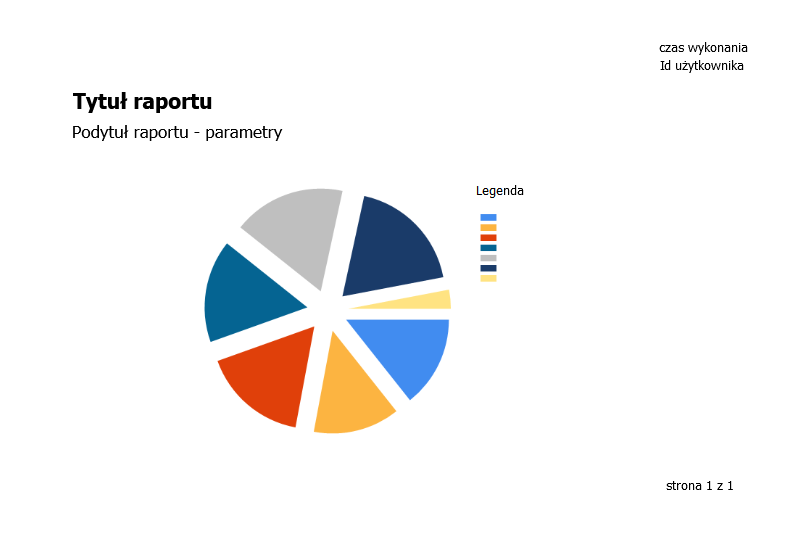 czas wykonania
Id użytkownika
Tytuł raportu
Podytuł raportu - parametry
Legenda
strona 1 z 1